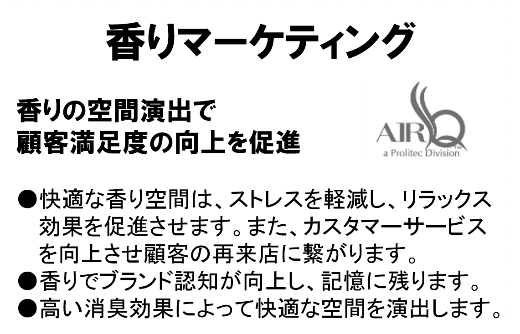 香りマーケティング
香りの空間演出で
顧客満足度の向上を促進
AIRQ
a Prolitec Division
●快適な香り空間は、ストレスを軽減し、リラックス
効果を促進させます。また、カスタマーサービス
を向上させ顧客の再来店に繋がります。
●香りでブランド認知が向上し、記憶に残ります。
●高い消臭効果によって快適な空間を演出します。